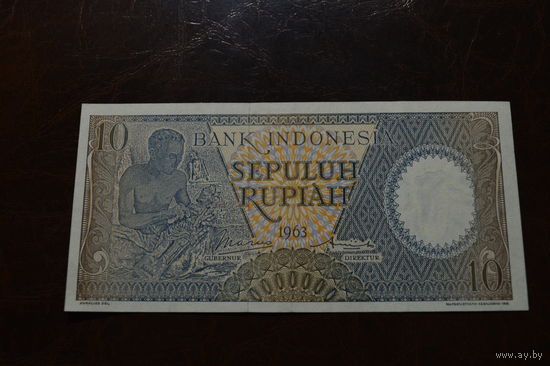 10
BANK INDONESIA
SEPULUH
RUPIAH
1963
GUBERNUR
DIREKTUR
10
www.ay.by